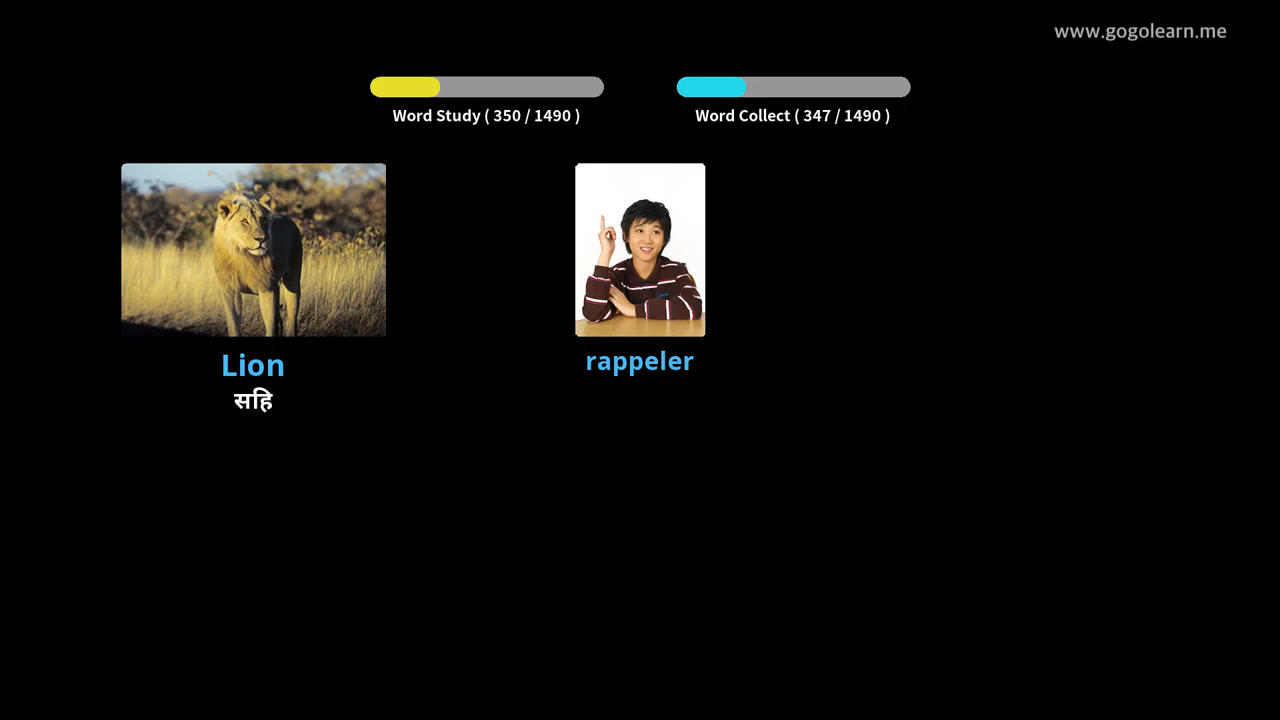 www.gogolearn.me
Word Study ( 350 / 1490 )
Word Collect ( 347 / 1490 )
Lion
सहि
rappeler